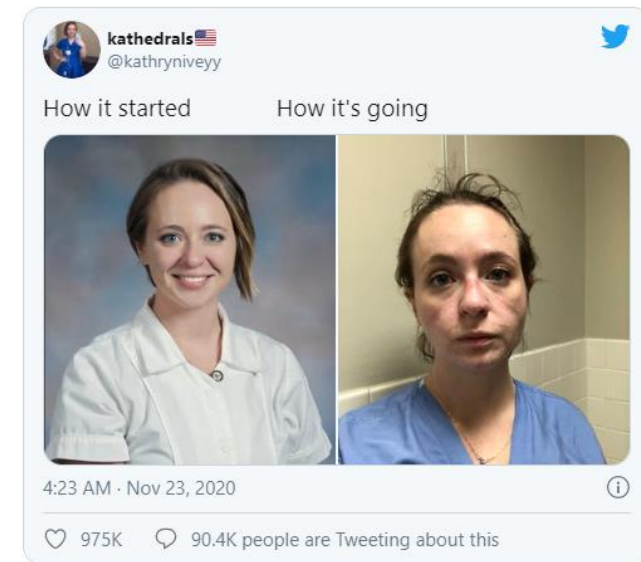 kathedrals🇺🇸
@kathryniveyy
How it started How it's going
4:23 AM · Nov 23, 2020
975K 90.4K people are Tweeting about this